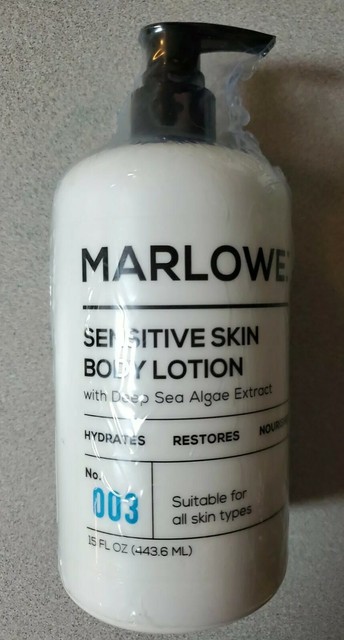 MARLOWE.
SENSITIVE SKIN
BODY LOTION
with Deep Sea Algae Extract
HYDRATES RESTORES
No.
003
Suitable for
all skin types
15 FL OZ (443.6 ML)